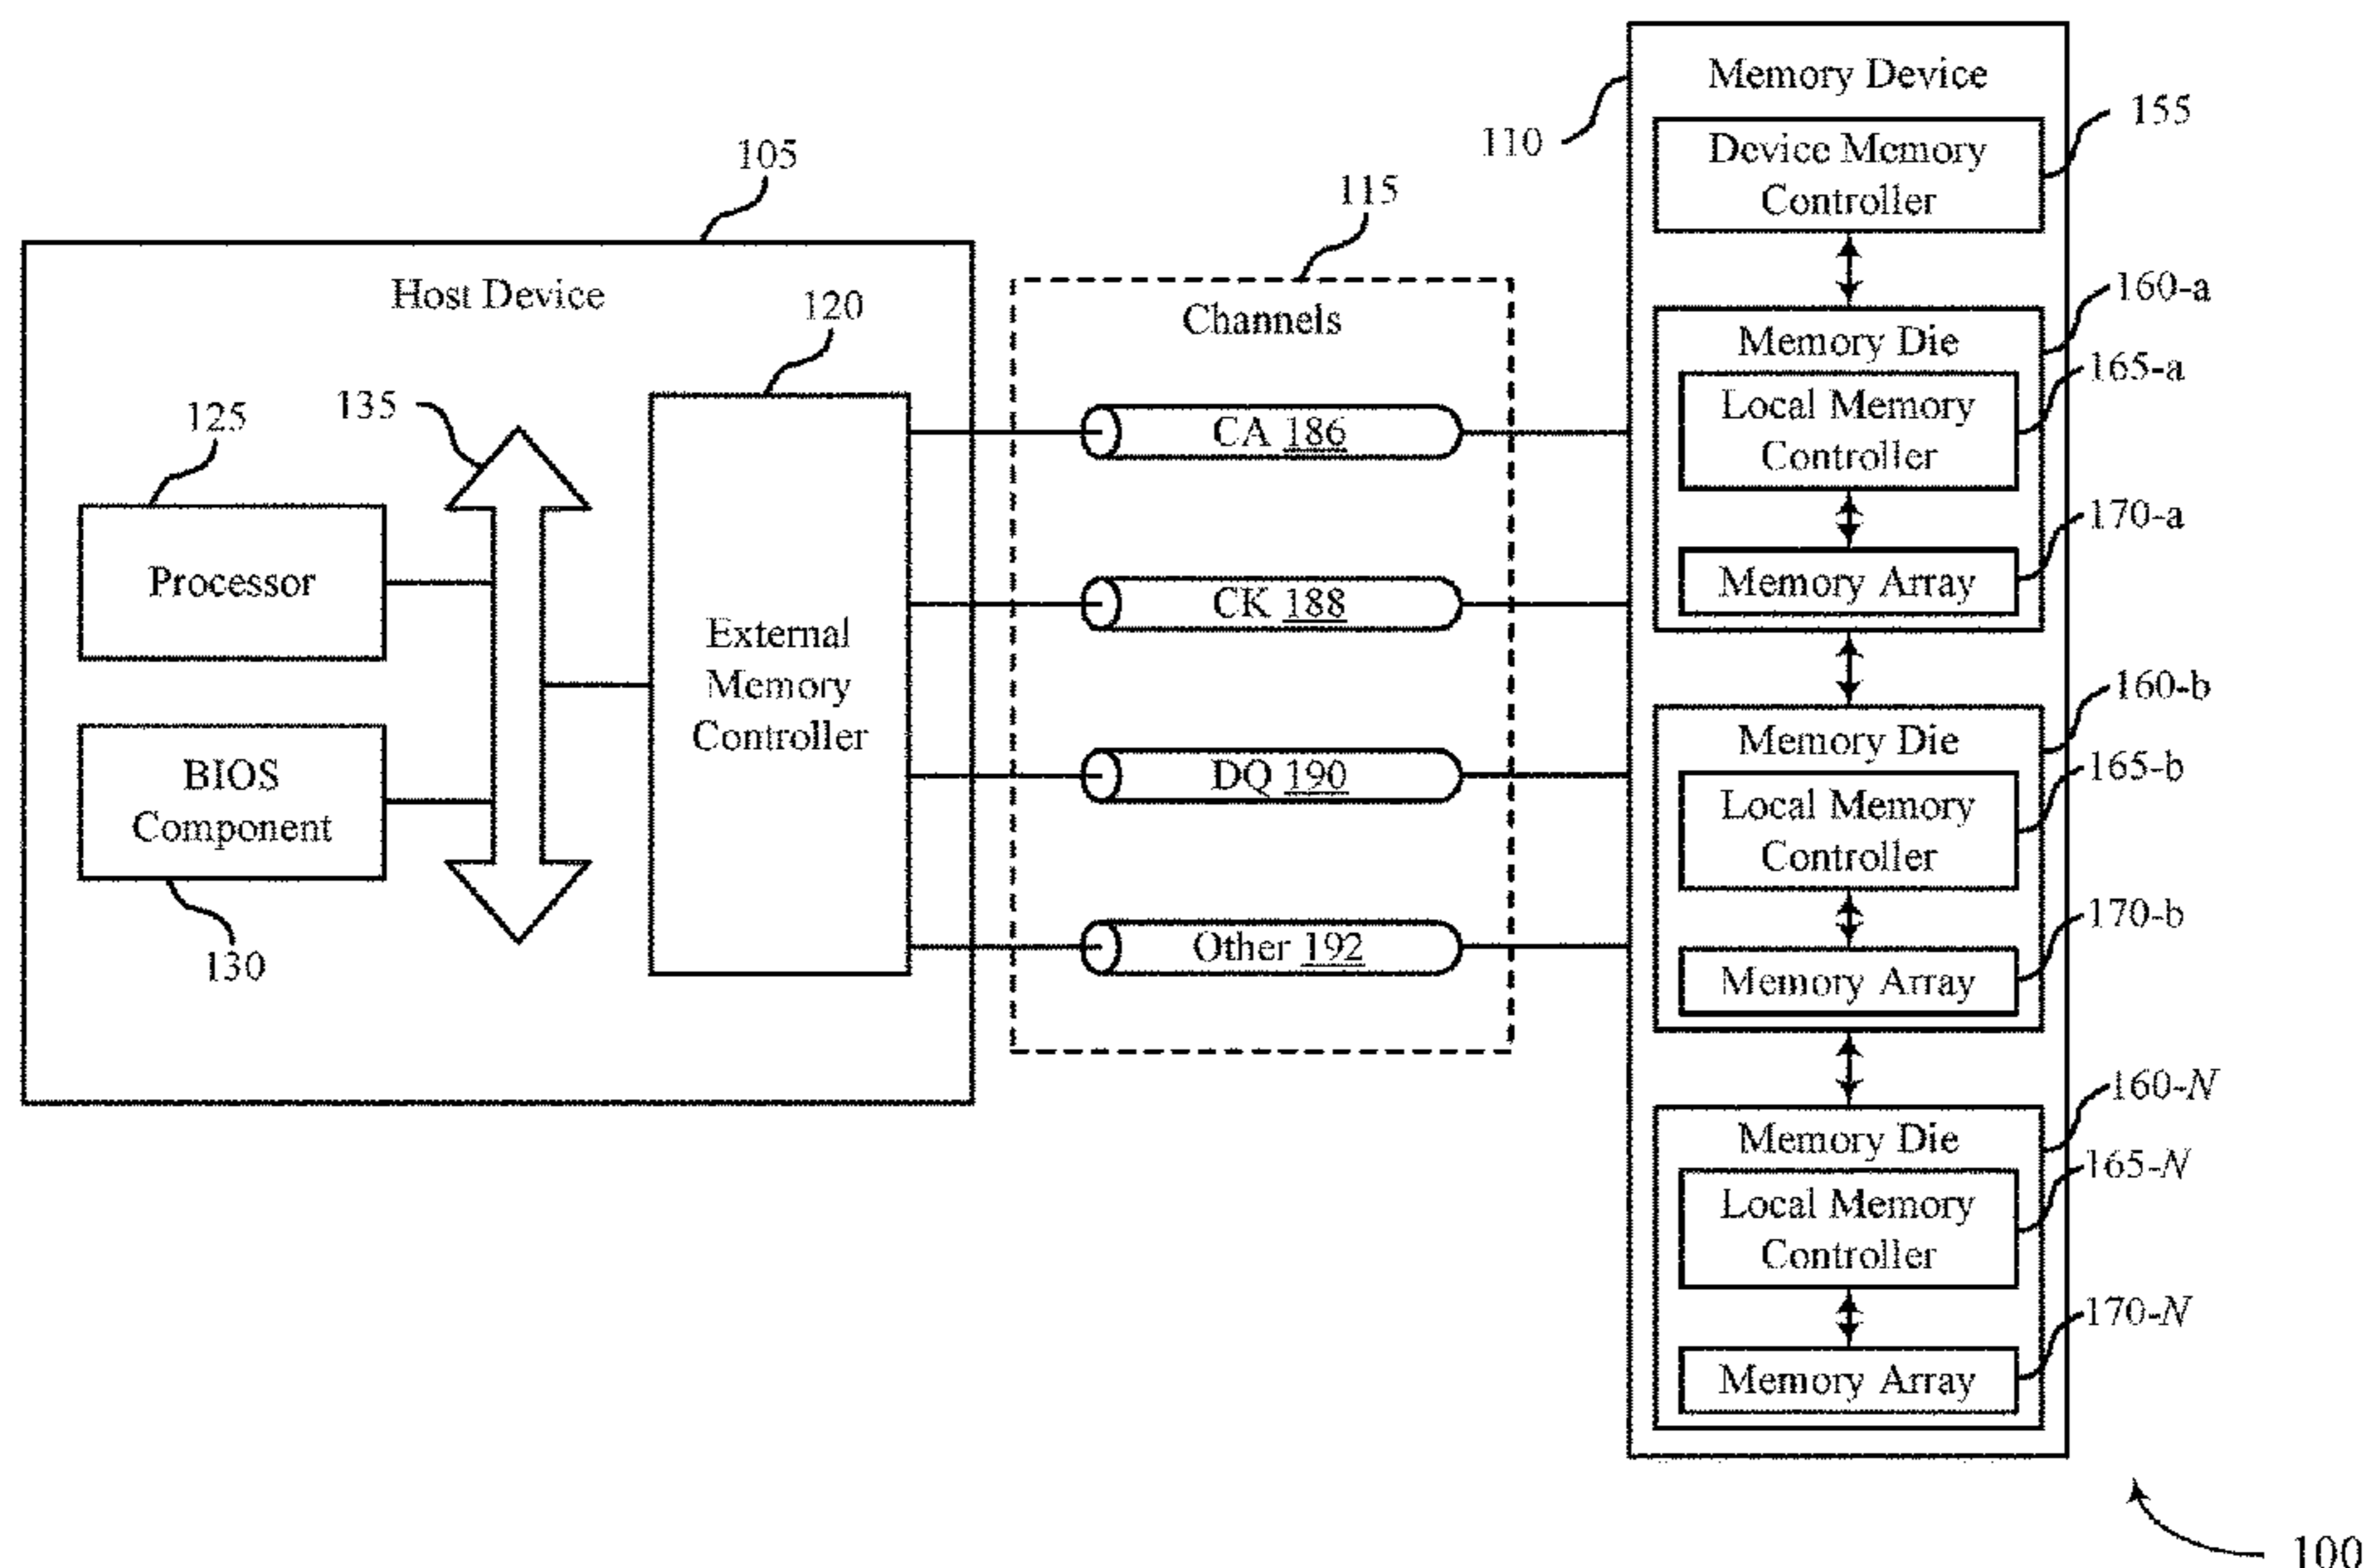 Memory Device
110
155
Device Memory
Controller
105
115
Host Device
120
Channels
160-a
Memory Die
165-a
Local Memory
Controller
125
135
CA 186
170-a
Memory Array
Processor
CK 188
External
Memory
Controller
160-b
Memory Die
165-b
Local Memory
Controller
BIOS
Component
DQ 190
170-b
Memory Array
130
Other 192
160-N
Memory Die
165-N
Local Memory
Controller
170-N
Memory Array
100